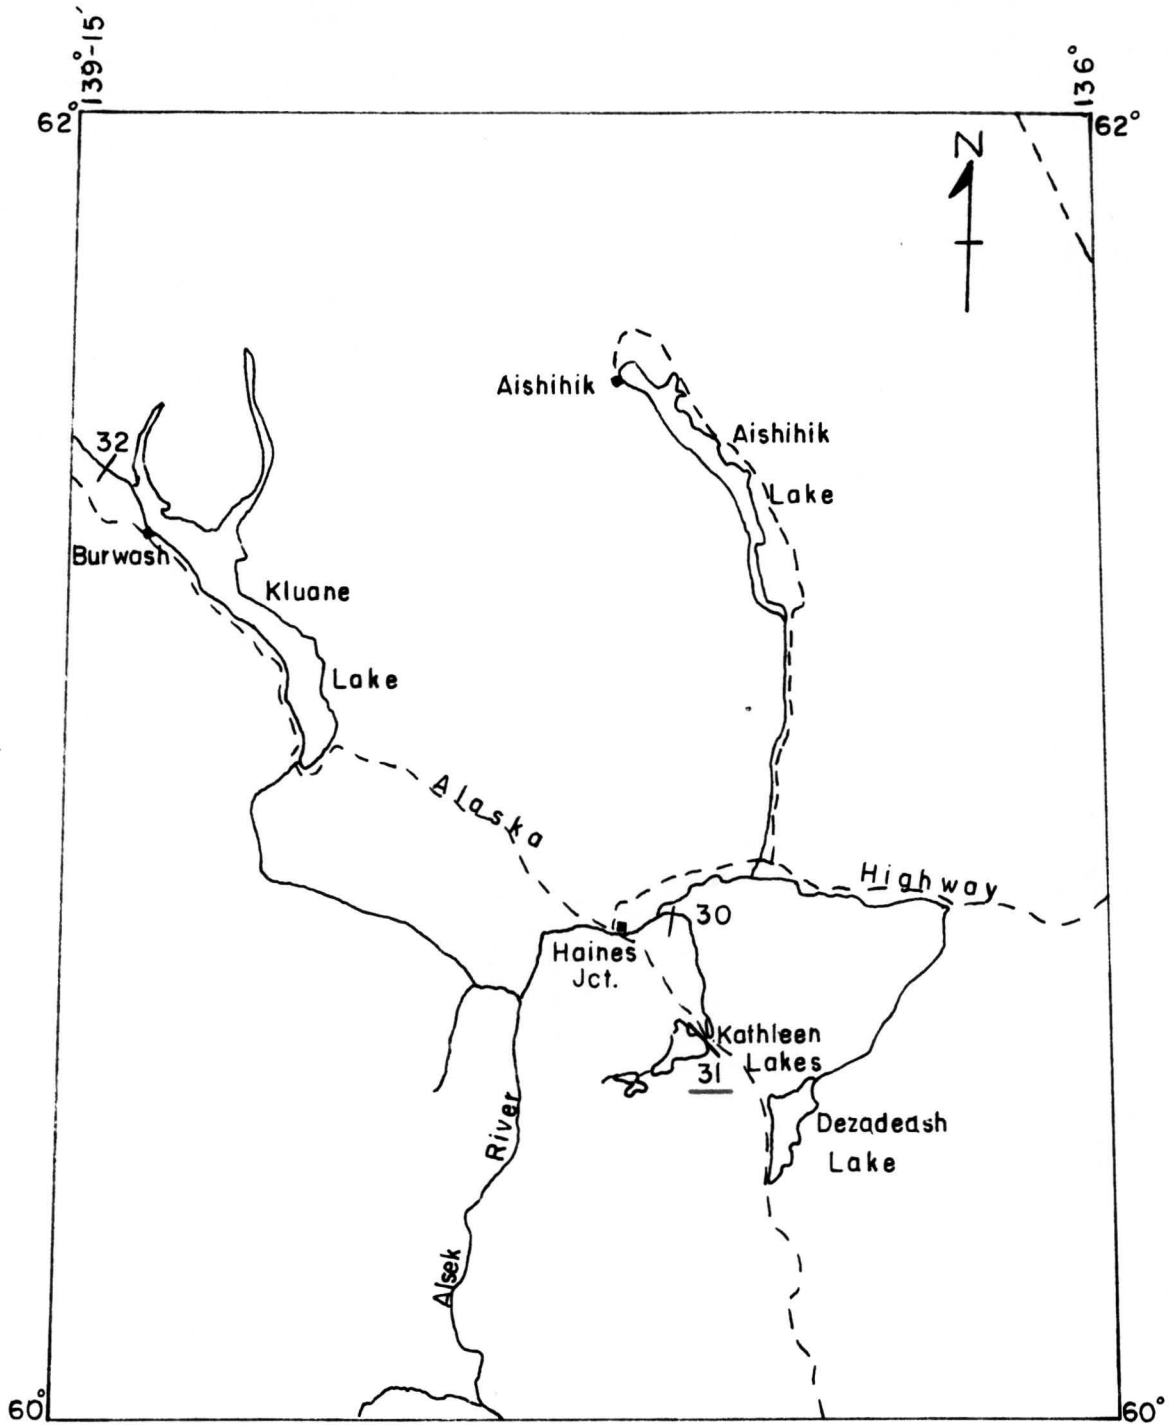 139°-15'
136°
62°
62°
N
Aishihik
Aishihik
Lake
32
Burwash
Kluane
Lake
Alaska
Highway
30
Haines
Jct.
Kathleen
Lakes
31
Dezadeash
Lake
River
Alsek
60°
60°